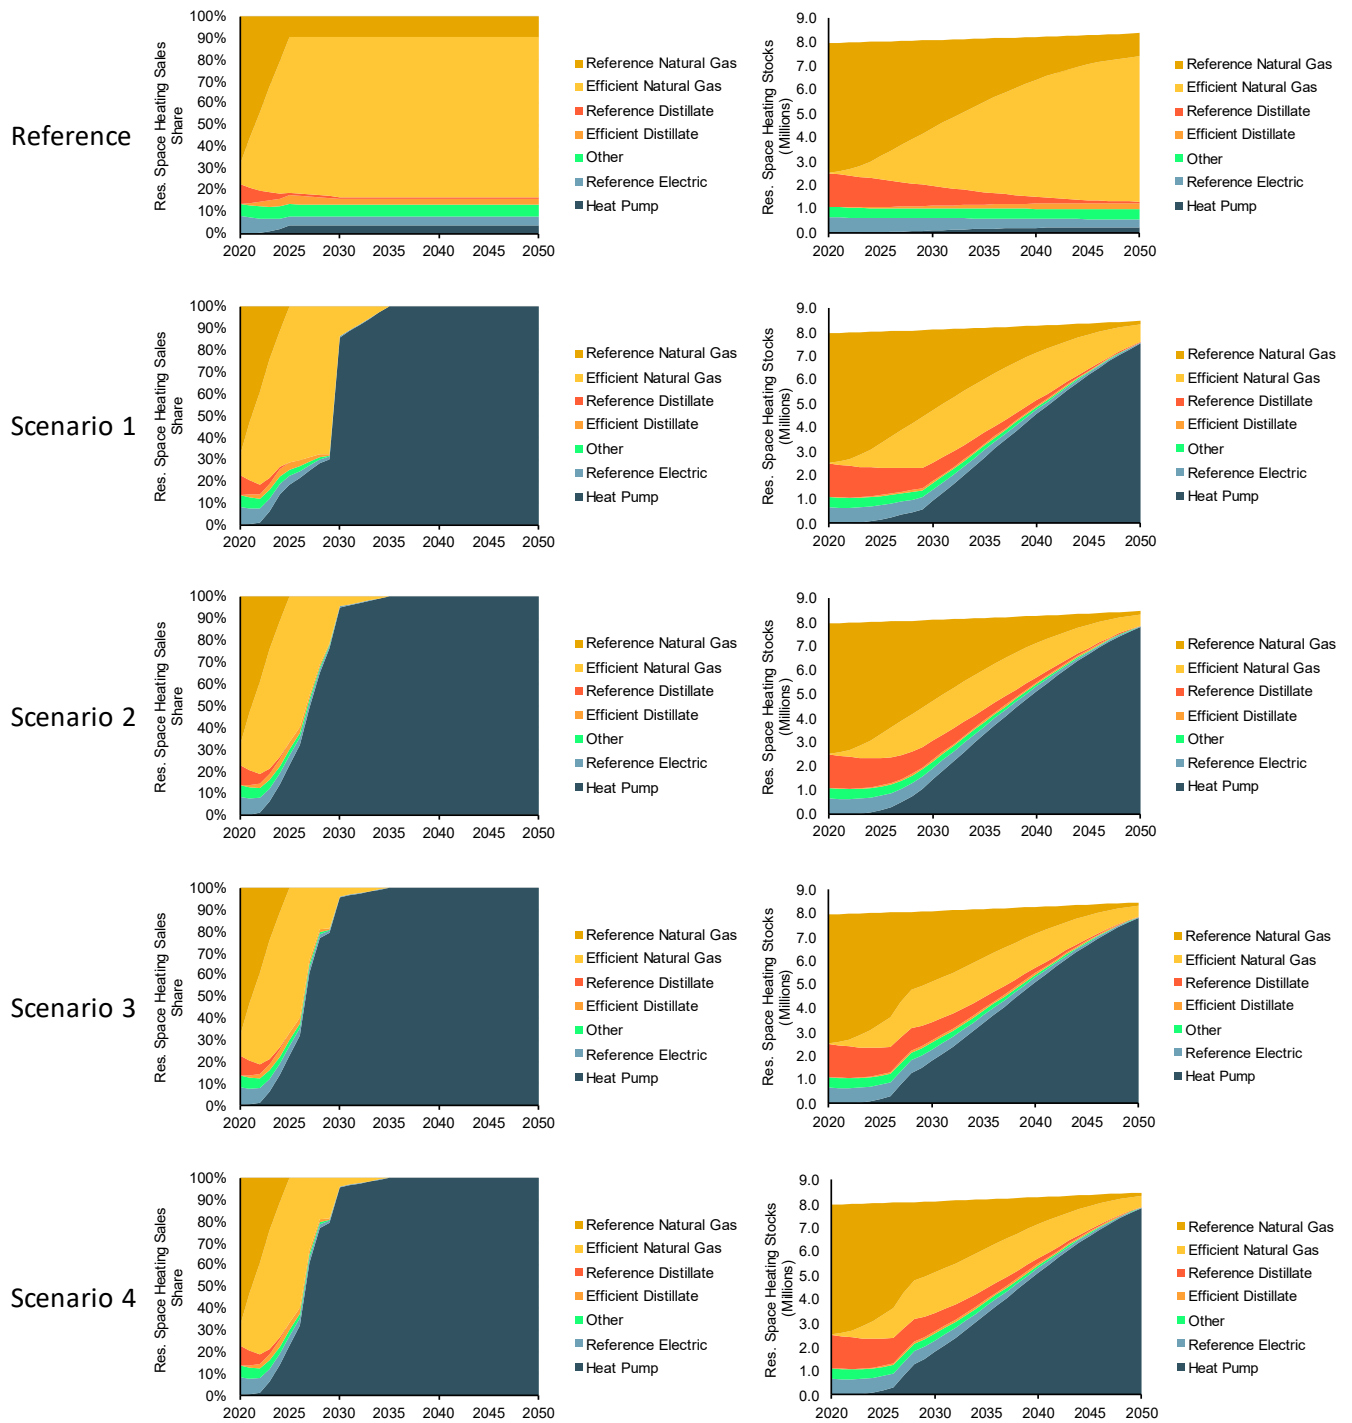 Reference
Res. Space Heating Sales
Share
100%
90%
80%
70%
60%
50%
40%
30%
20%
10%
0%
2020 2025 2030 2035 2040 2045 2050
Reference Natural Gas
Efficient Natural Gas
Reference Distillate
Efficient Distillate
Other
Reference Electric
Heat Pump
Res. Space Heating Stocks
(Millions)
9.0
8.0
7.0
6.0
5.0
4.0
3.0
2.0
1.0
0.0
2020 2025 2030 2035 2040 2045 2050
Reference Natural Gas
Efficient Natural Gas
Reference Distillate
Efficient Distillate
Other
Reference Electric
Heat Pump
Scenario 1
Res. Space Heating Sales
Share
100%
90%
80%
70%
60%
50%
40%
30%
20%
10%
0%
2020 2025 2030 2035 2040 2045 2050
Reference Natural Gas
Efficient Natural Gas
Reference Distillate
Efficient Distillate
Other
Reference Electric
Heat Pump
Res. Space Heating Stocks
(Millions)
9.0
8.0
7.0
6.0
5.0
4.0
3.0
2.0
1.0
0.0
2020 2025 2030 2035 2040 2045 2050
Reference Natural Gas
Efficient Natural Gas
Reference Distillate
Efficient Distillate
Other
Reference Electric
Heat Pump
Scenario 2
Res. Space Heating Sales
Share
100%
90%
80%
70%
60%
50%
40%
30%
20%
10%
0%
2020 2025 2030 2035 2040 2045 2050
Reference Natural Gas
Efficient Natural Gas
Reference Distillate
Efficient Distillate
Other
Reference Electric
Heat Pump
Res. Space Heating Stocks
(Millions)
9.0
8.0
7.0
6.0
5.0
4.0
3.0
2.0
1.0
0.0
2020 2025 2030 2035 2040 2045 2050
Reference Natural Gas
Efficient Natural Gas
Reference Distillate
Efficient Distillate
Other
Reference Electric
Heat Pump
Scenario 3
Res. Space Heating Sales
Share
100%
90%
80%
70%
60%
50%
40%
30%
20%
10%
0%
2020 2025 2030 2035 2040 2045 2050
Reference Natural Gas
Efficient Natural Gas
Reference Distillate
Efficient Distillate
Other
Reference Electric
Heat Pump
Res. Space Heating Stocks
(Millions)
9.0
8.0
7.0
6.0
5.0
4.0
3.0
2.0
1.0
0.0
2020 2025 2030 2035 2040 2045 2050
Reference Natural Gas
Efficient Natural Gas
Reference Distillate
Efficient Distillate
Other
Reference Electric
Heat Pump
Scenario 4
Res. Space Heating Sales
Share
100%
90%
80%
70%
60%
50%
40%
30%
20%
10%
0%
2020 2025 2030 2035 2040 2045 2050
Reference Natural Gas
Efficient Natural Gas
Reference Distillate
Efficient Distillate
Other
Reference Electric
Heat Pump
Res. Space Heating Stocks
(Millions)
9.0
8.0
7.0
6.0
5.0
4.0
3.0
2.0
1.0
0.0
2020 2025 2030 2035 2040 2045 2050
Reference Natural Gas
Efficient Natural Gas
Reference Distillate
Efficient Distillate
Other
Reference Electric
Heat Pump